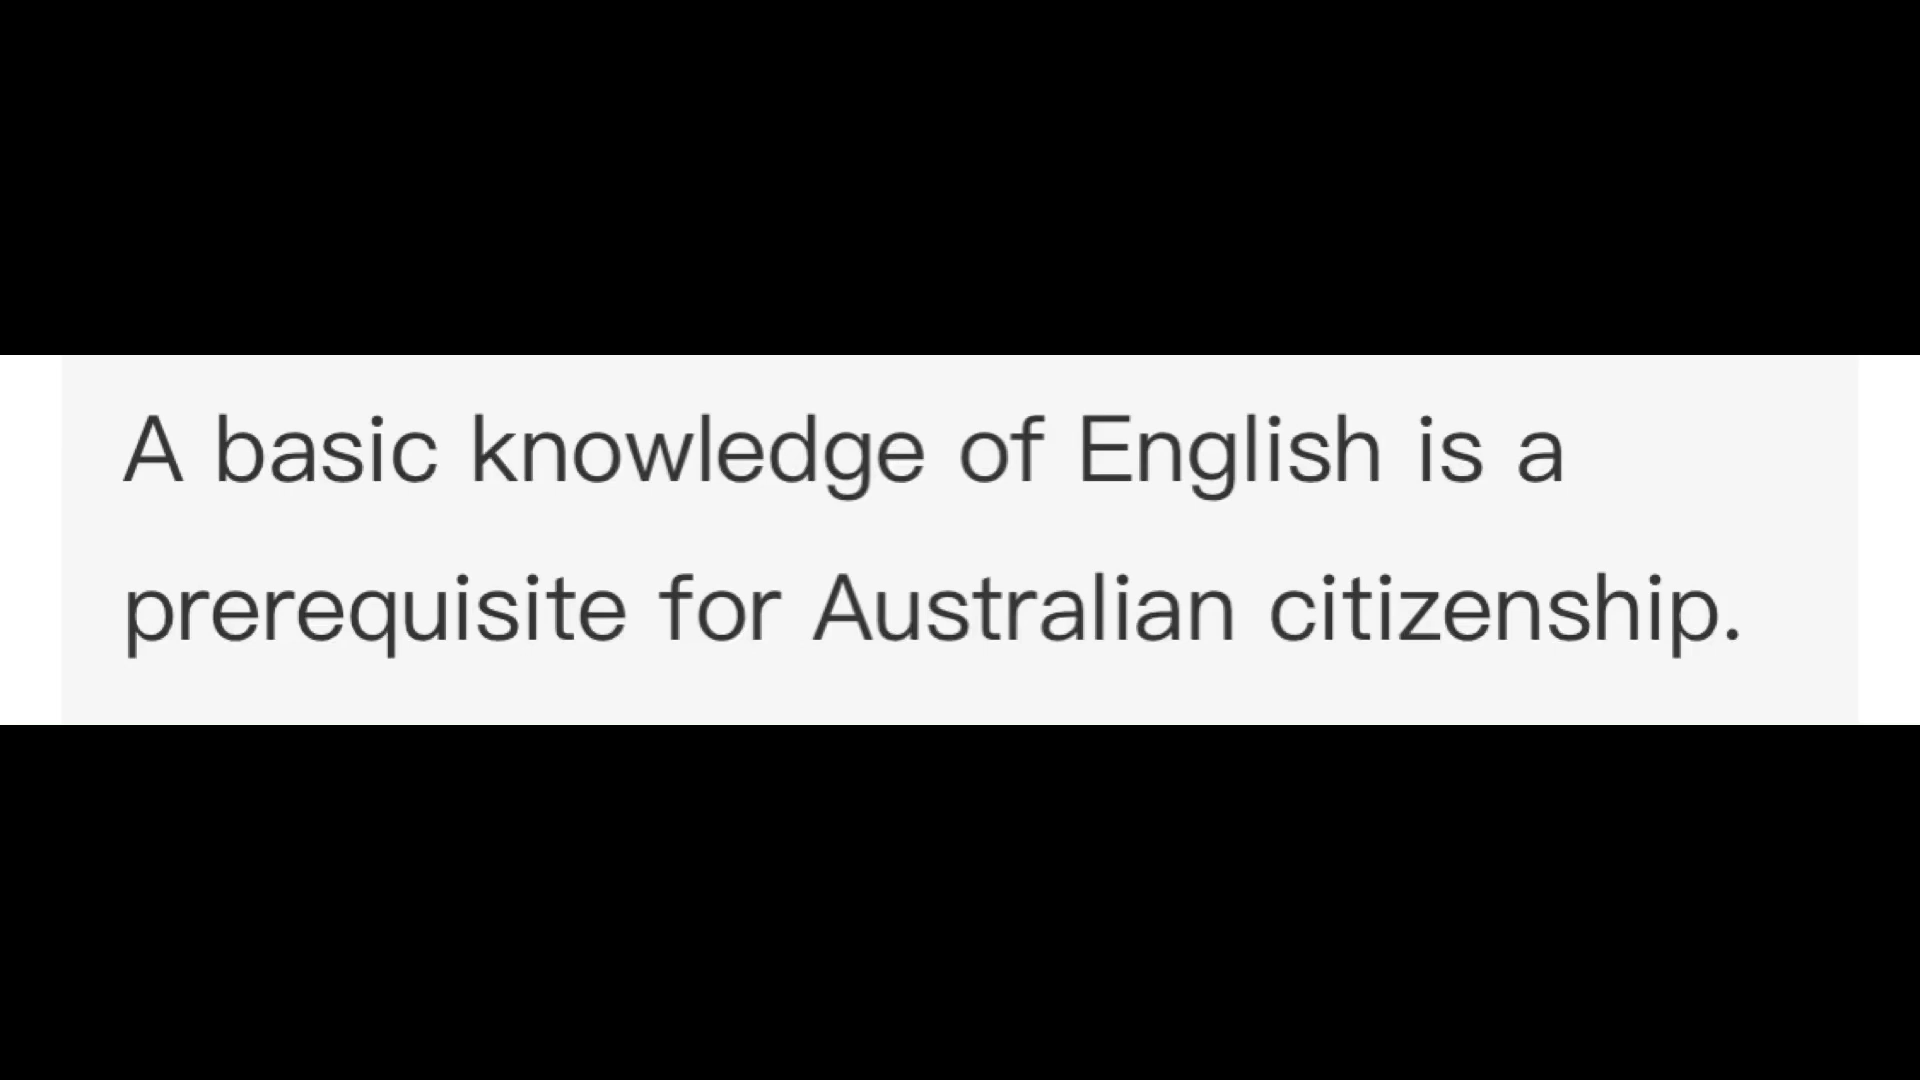 A basic knowledge of English is a
prerequisite for Australian citizenship.